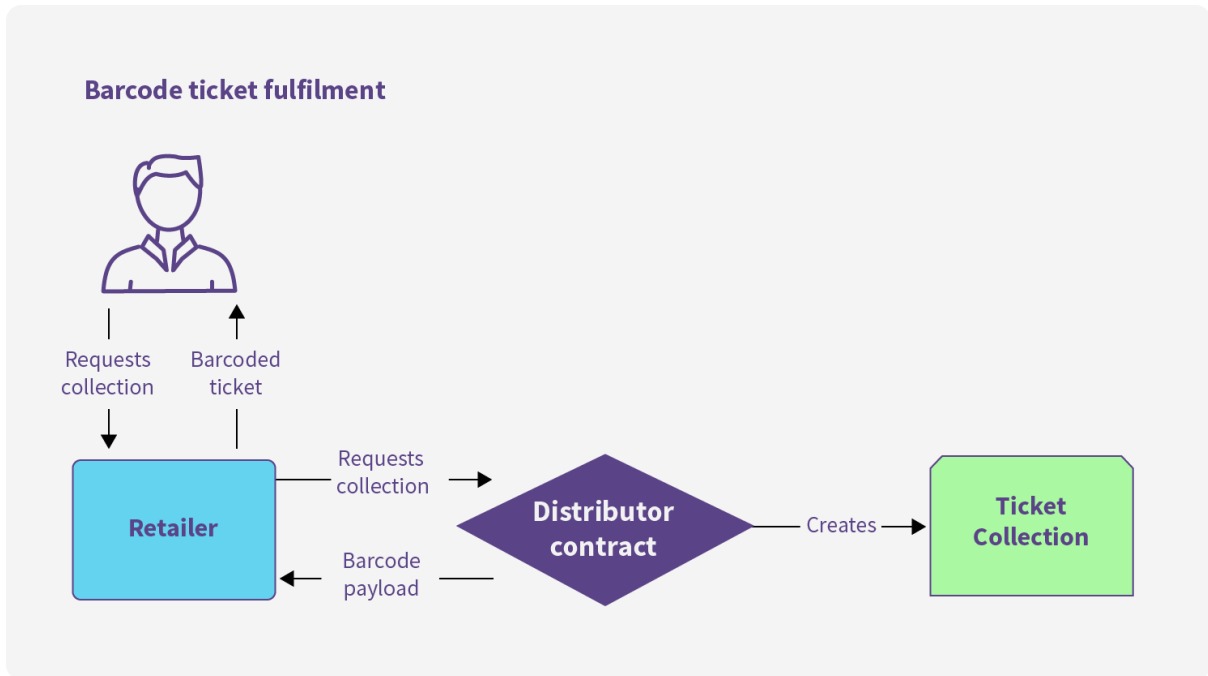 Barcode ticket fulfilment
Requests
collection
Barcoded
ticket
Retailer
Requests
collection
Barcode
payload
Distributor
contract
Creates
Ticket
Collection